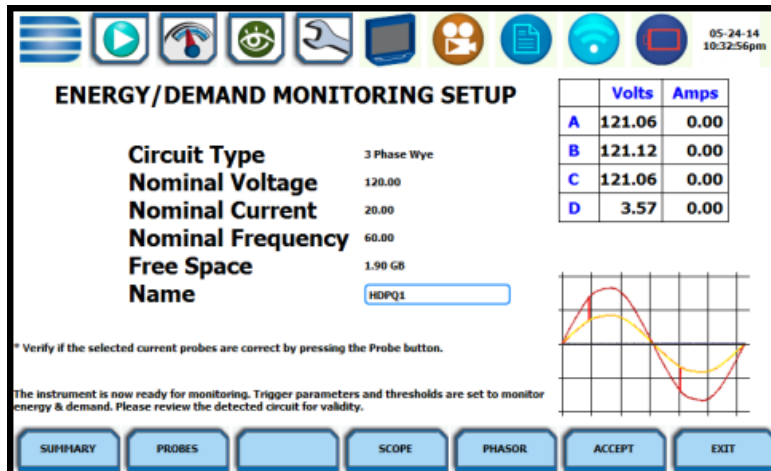 05-24-14
10:32:56pm
ENERGY/DEMAND MONITORING SETUP
Volts Amps
A 121.06 0.00
B 121.12 0.00
C 121.06 0.00
D 3.57 0.00
Circuit Type 3 Phase Wye
Nominal Voltage 120.00
Nominal Current 20.00
Nominal Frequency 60.00
Free Space 1.90 GB
Name HDPQ1
* Verify if the selected current probes are correct by pressing the Probe button.
The instrument is now ready for monitoring. Trigger parameters and thresholds are set to monitor
energy & demand. Please review the detected circuit for validity.
SUMMARY PROBES SCOPE PHASOR ACCEPT EXIT